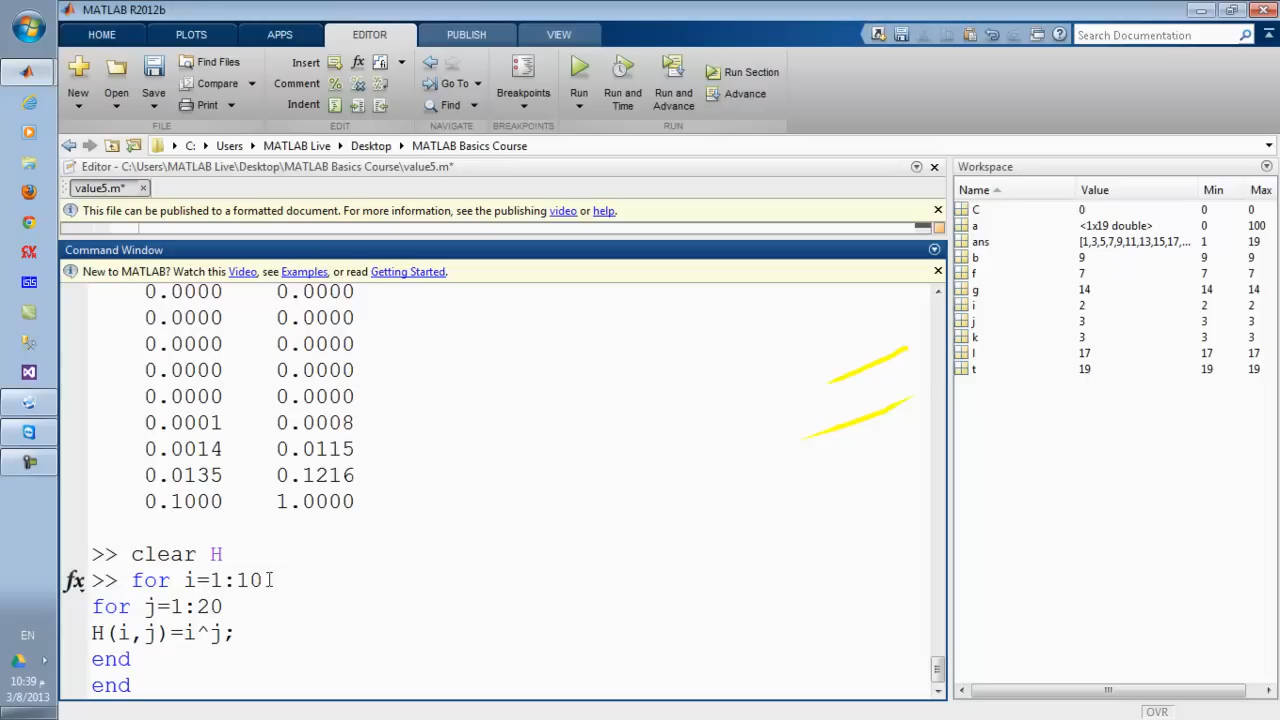 MATLAB R2012b
HOME PLOTS APPS EDITOR PUBLISH VIEW
Search Documentation
New Open Save
Find Files
Compare
Print
FILE
Insert fx
Comment %
Indent
EDIT
Go To
Find
NAVIGATE
Breakpoints
BREAKPOINTS
Run
Run and Time
Run and Advance
Run Section
Advance
RUN
C: Users MATLAB Live Desktop MATLAB Basics Course
Editor - C:\Users\MATLAB Live\Desktop\MATLAB Basics Course\value5.m*
value5.m*
This file can be published to a formatted document. For more information, see the publishing video or help.
Command Window
New to MATLAB? Watch this Video, see Examples, or read Getting Started.
0.0000 0.0000
0.0000 0.0000
0.0000 0.0000
0.0000 0.0000
0.0000 0.0000
0.0001 0.0008
0.0014 0.0115
0.0135 0.1216
0.1000 1.0000
>> clear H
fx >> for i=1:10
for j=1:20
H(i,j)=i^j;
end
end
Workspace
Name Value Min Max
C 0 0 0
a <1x19 double> 0 100
ans [1,3,5,7,9,11,13,15,17,... 1 19
b 9 9 9
f 7 7 7
g 14 14 14
i 2 2 2
j 3 3 3
k 3 3 3
l 17 17 17
t 19 19 19
OVR
EN
10:39 م
3/8/2013